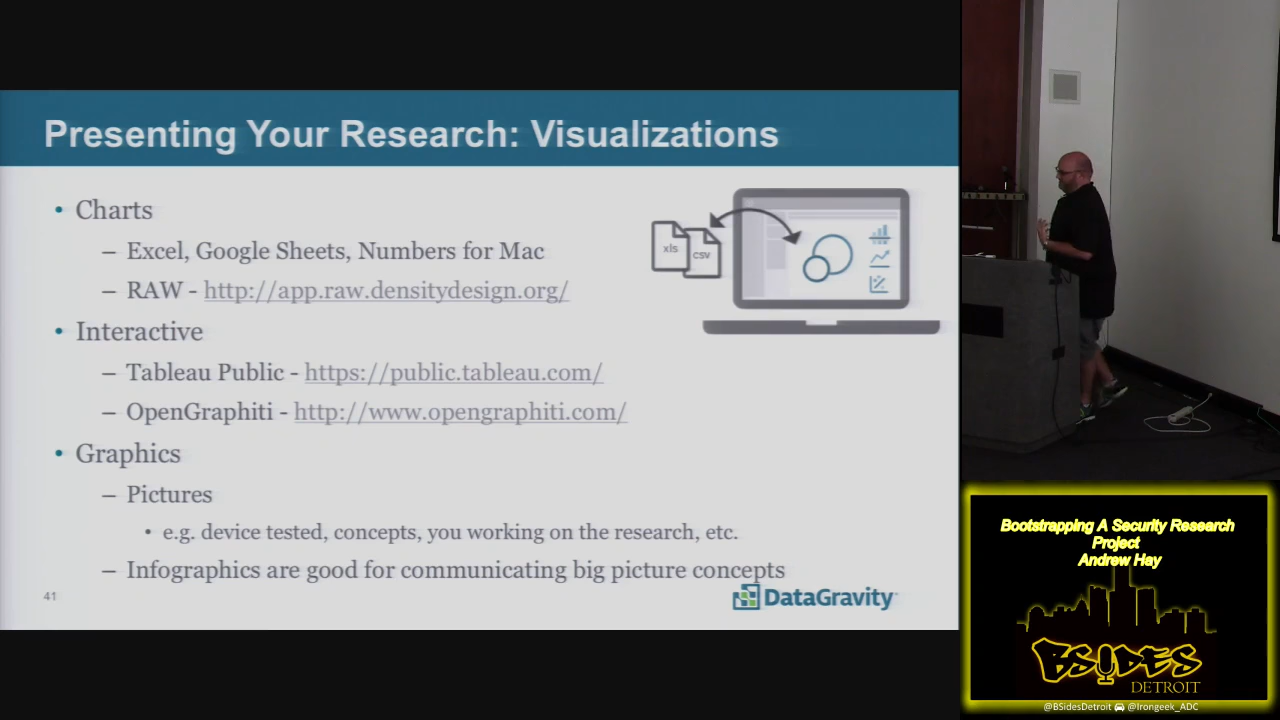 Presenting Your Research: Visualizations
• Charts
– Excel, Google Sheets, Numbers for Mac
– RAW - http://app.raw.densitydesign.org/
• Interactive
– Tableau Public - https://public.tableau.com/
– OpenGraphiti - http://www.opengraphiti.com/
• Graphics
– Pictures
• e.g. device tested, concepts, you working on the research, etc.
– Infographics are good for communicating big picture concepts
xls
CSV
41
DataGravity
Bootstrapping A Security Research
Project
Andrew Hay
BSIDES
DETROIT
@BSidesDetroit @Irongeek_ADC